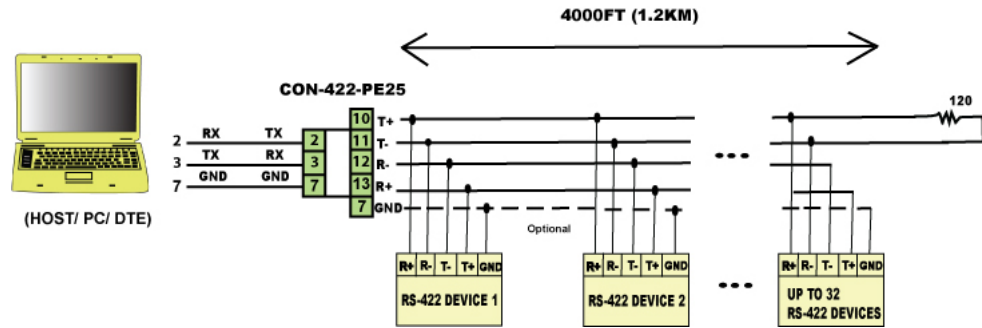 4000FT (1.2KM)
CON-422-PE25
120
10 T+
2 RX TX 2 11 T-
3 TX RX 3 12 R-
7 GND GND 7 13 R+
7 GND
(HOST/ PC/ DTE)
Optional
R+ R- T- T+ GND
RS-422 DEVICE 1
R+ R- T- T+ GND
RS-422 DEVICE 2
R+ R- T- T+ GND
UP TO 32
RS-422 DEVICES